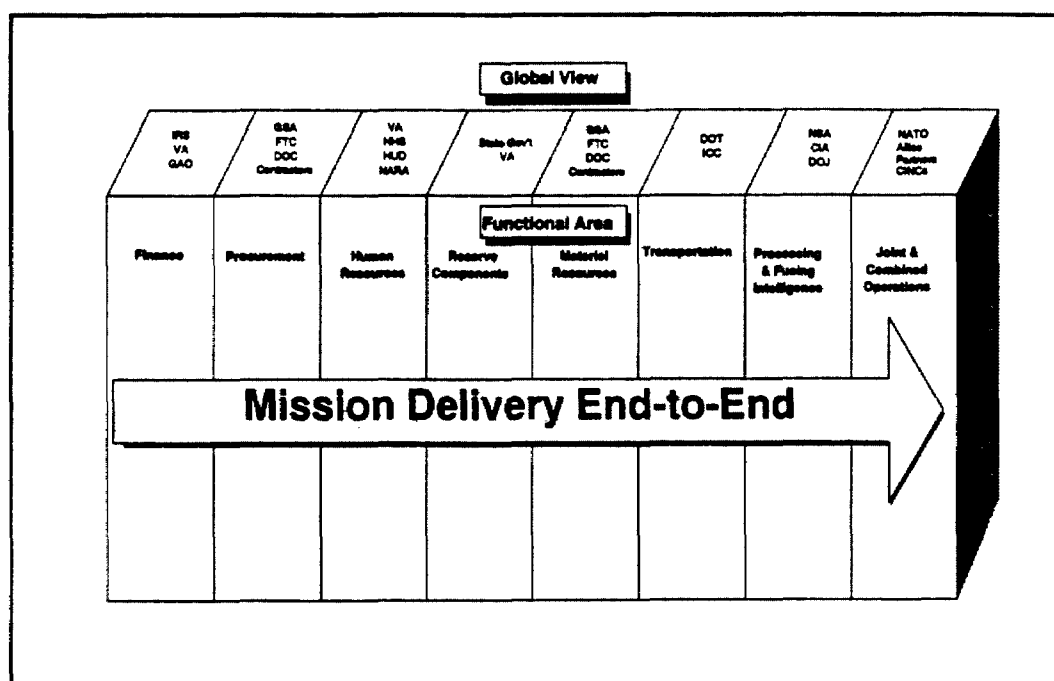 Global View
IRS
VA
GAO
GSA
FTC
DOC
Contractors
VA
HHS
HUD
NARA
State Gov't
VA
GSA
FTC
DOC
Contractors
DOT
ICC
NSA
CIA
DOJ
NATO
Allies
Partners
CINCs
Functional Area
Finance
Procurement
Human
Resources
Reserve
Components
Materiel
Resources
Transportation
Processing
& Fusing
Intelligence
Joint &
Combined
Operations
Mission Delivery End-to-End